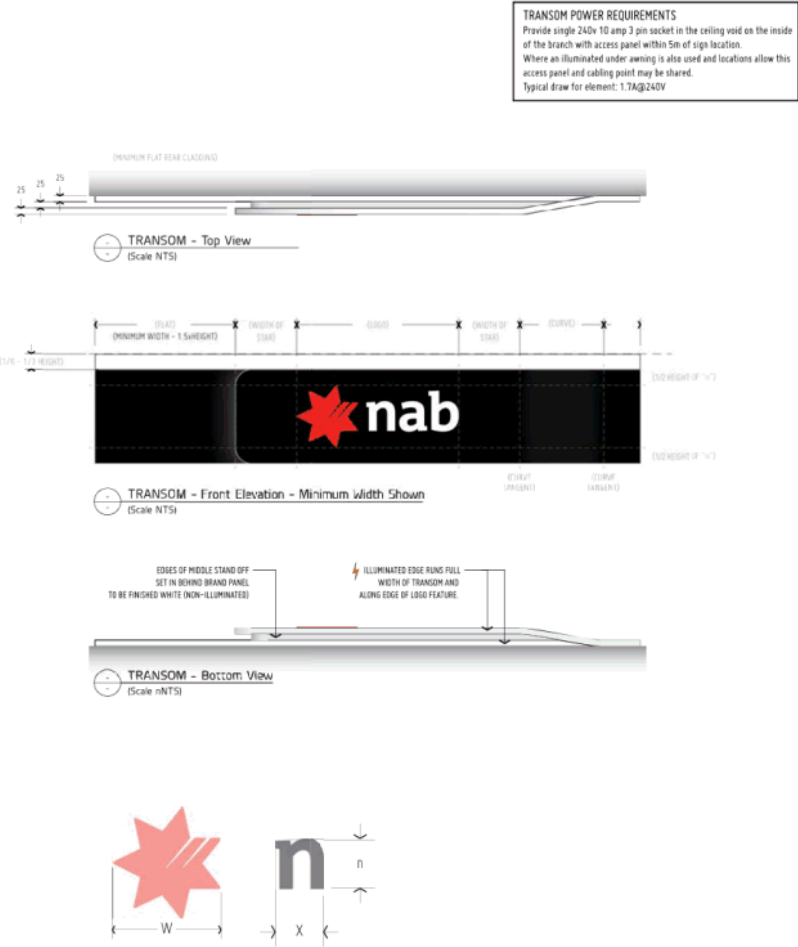 TRANSOM POWER REQUIREMENTS
Provide single 240v 10 amp 3 pin socket in the ceiling void on the inside
of the branch with access panel within 5m of sign location.
Where an illuminated under awning is also used and locations allow this
access panel and cabling point may be shared.
Typical draw for element: 1.7A@240V
(MINIMUM FLAT REAR CLADDING)
25
25
25
TRANSOM - Top View
(Scale NTS)
(FLAT)
(WIDTH OF
STAR)
(LOGO)
(WIDTH OF
STAR)
(CURVE)
(MINIMUM WIDTH - 1.5xHEIGHT)
(1/6 - 1/3 HEIGHT)
(1/2 HEIGHT OF "n")
nab
(1/2 HEIGHT OF "n")
(CURVE
TANGENT)
(CURVE
TANGENT)
TRANSOM - Front Elevation - Minimum Width Shown
(Scale NTS)
EDGES OF MIDDLE STAND OFF
SET IN BEHIND BRAND PANEL
TO BE FINISHED WHITE (NON-ILLUMINATED)
ILLUMINATED EDGE RUNS FULL
WIDTH OF TRANSOM AND
ALONG EDGE OF LOGO FEATURE.
TRANSOM - Bottom View
(Scale nNTS)
n
n
W
X